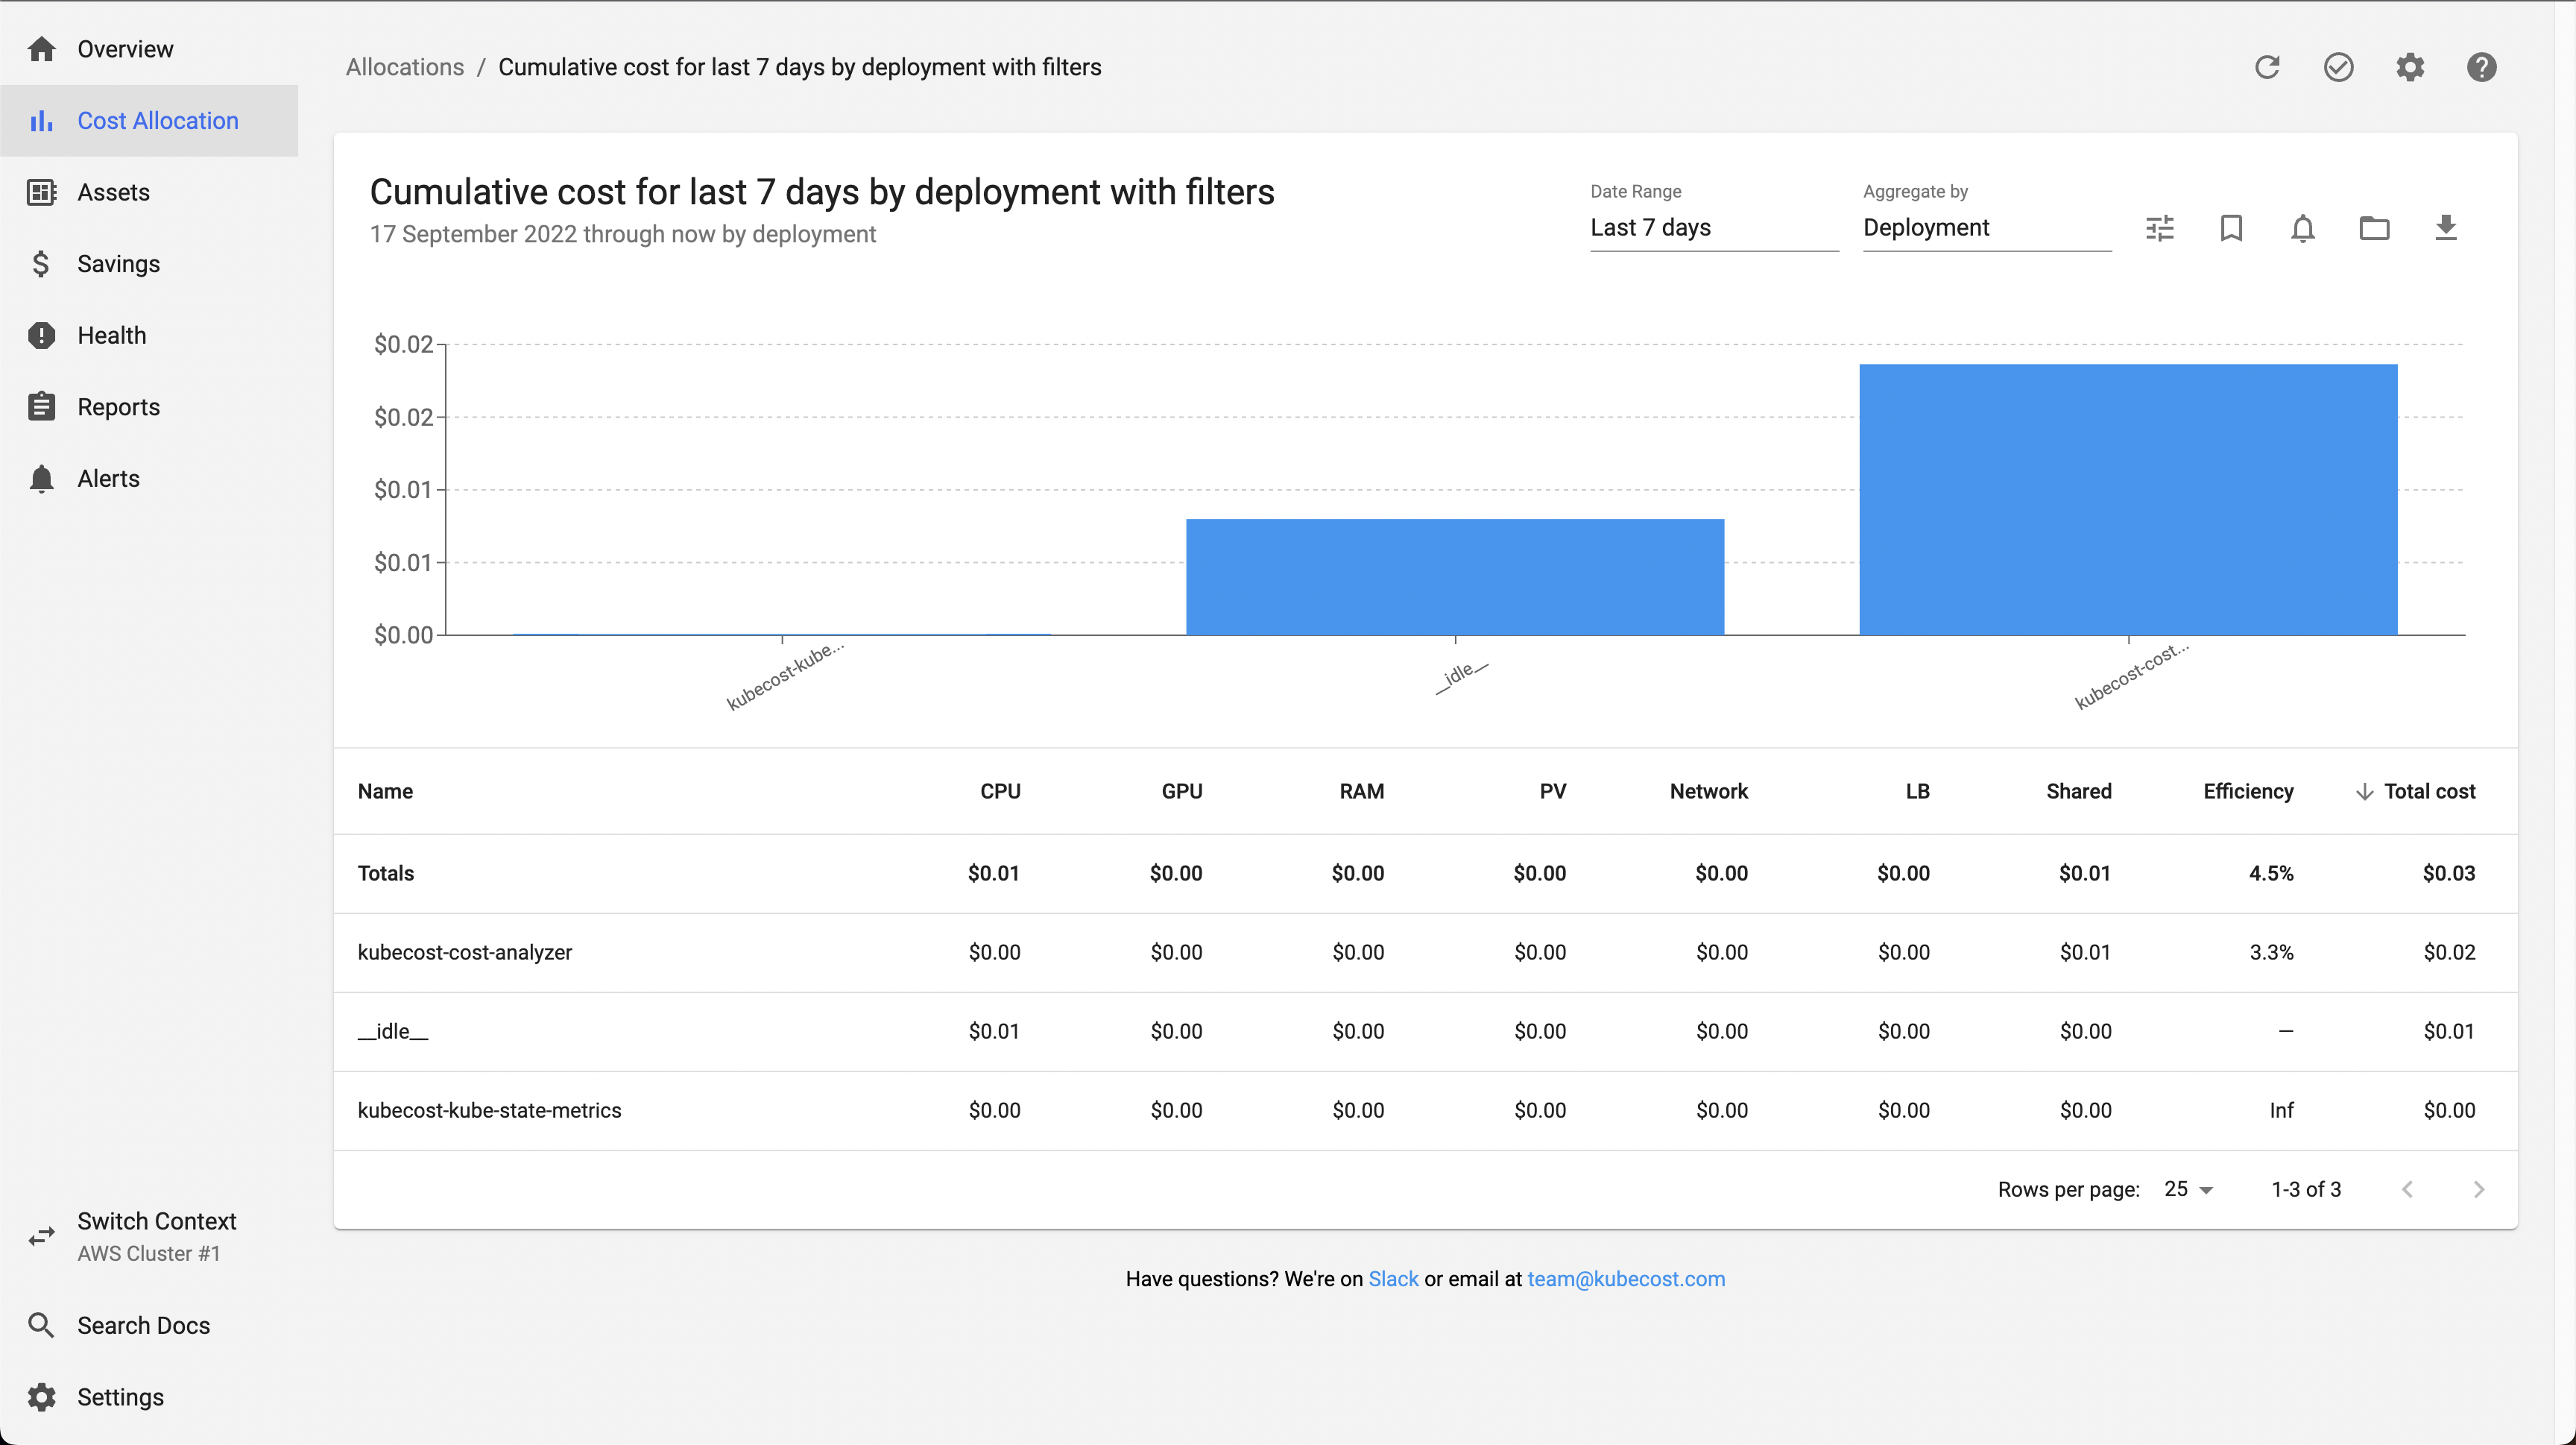 Overview
Cost Allocation
Assets
Savings
Health
Reports
Alerts
Switch Context
AWS Cluster #1
Search Docs
Settings
Allocations / Cumulative cost for last 7 days by deployment with filters
Cumulative cost for last 7 days by deployment with filters
17 September 2022 through now by deployment
Date Range
Last 7 days
Aggregate by
Deployment
$0.02
$0.02
$0.01
$0.01
$0.00
kubecost-kube...
__idle__
kubecost-cost...
Name CPU GPU RAM PV Network LB Shared Efficiency Total cost
Totals $0.01 $0.00 $0.00 $0.00 $0.00 $0.00 $0.01 4.5% $0.03
kubecost-cost-analyzer $0.00 $0.00 $0.00 $0.00 $0.00 $0.00 $0.01 3.3% $0.02
__idle__ $0.01 $0.00 $0.00 $0.00 $0.00 $0.00 $0.00 — $0.01
kubecost-kube-state-metrics $0.00 $0.00 $0.00 $0.00 $0.00 $0.00 $0.00 Inf $0.00
Rows per page: 25 1-3 of 3
Have questions? We're on Slack or email at team@kubecost.com